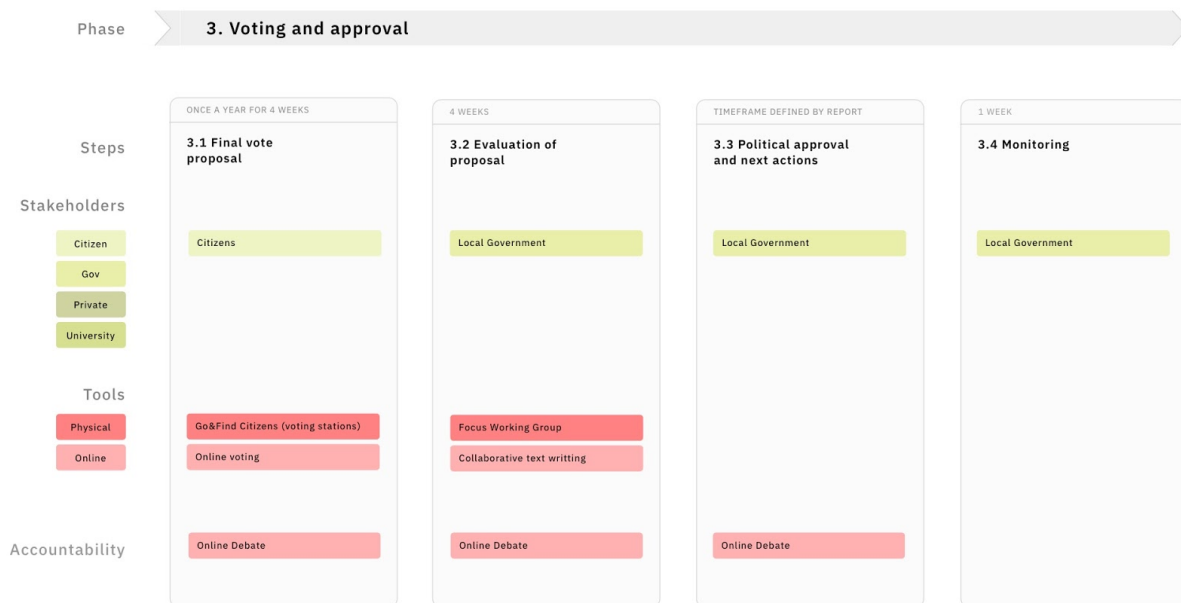 Phase
3. Voting and approval
ONCE A YEAR FOR 4 WEEKS
4 WEEKS
TIMEFRAME DEFINED BY REPORT
1 WEEK
Steps
3.1 Final vote
proposal
3.2 Evaluation of
proposal
3.3 Political approval
and next actions
3.4 Monitoring
Stakeholders
Citizen
Gov
Private
University
Citizens
Local Government
Local Government
Local Government
Tools
Physical
Online
Go&Find Citizens (voting stations)
Online voting
Focus Working Group
Collaborative text writting
Accountability
Online Debate
Online Debate
Online Debate